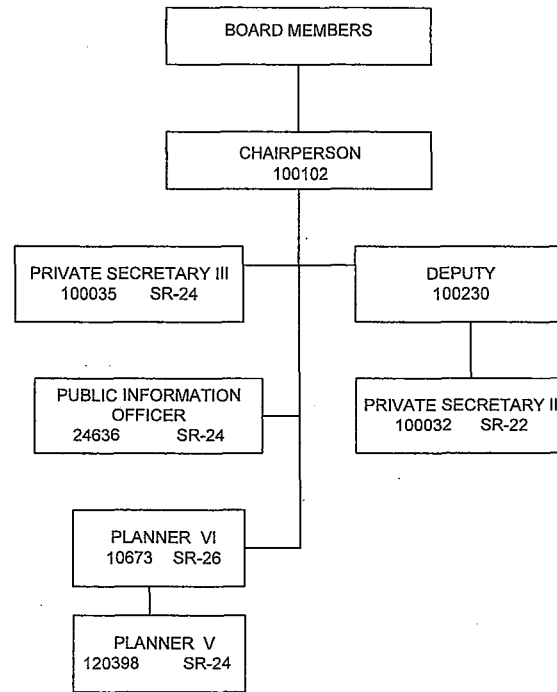 BOARD MEMBERS
CHAIRPERSON
100102
PRIVATE SECRETARY III
100035 SR-24
DEPUTY
100230
PUBLIC INFORMATION
OFFICER
24636 SR-24
PRIVATE SECRETARY II
100032 SR-22
PLANNER VI
10673 SR-26
PLANNER V
120398 SR-24